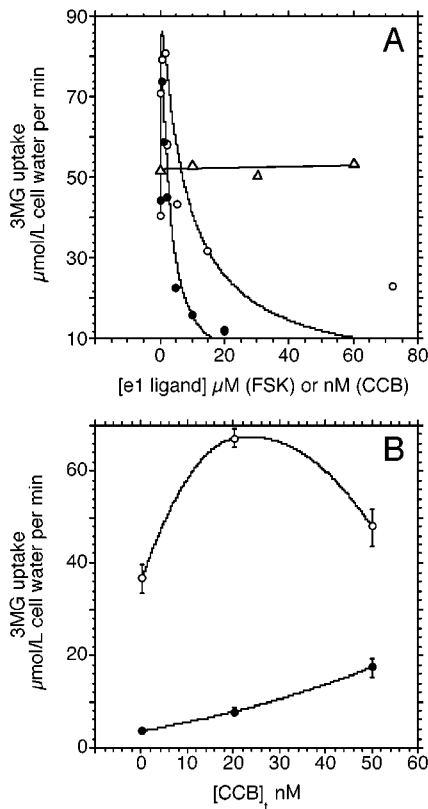 A
90
70
50
30
10
3MG uptake
µmol/L cell water per min
0 20 40 60 80
[e1 ligand] µM (FSK) or nM (CCB)
B
60
40
20
0
3MG uptake
µmol/L cell water per min
0 10 20 30 40 50 60
[CCB]t nM